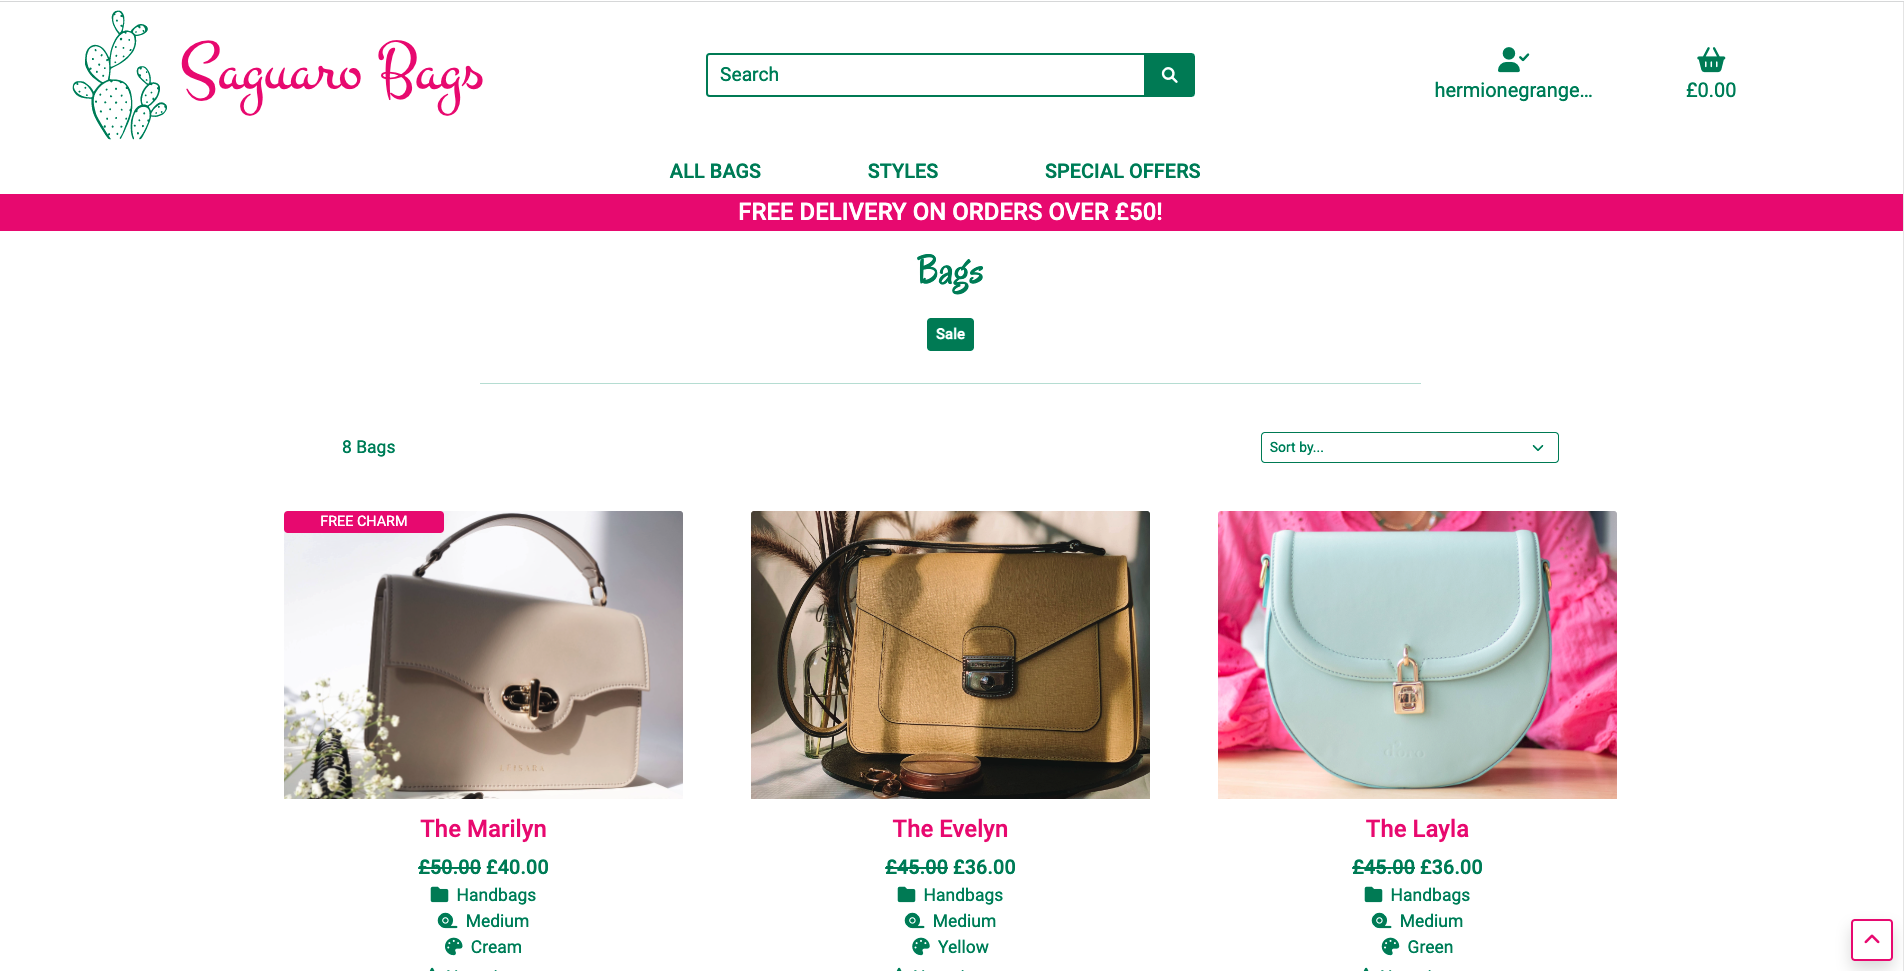 Saguaro Bags
Search
hermionegrange...
£0.00
ALL BAGS
STYLES
SPECIAL OFFERS
FREE DELIVERY ON ORDERS OVER £50!
Bags
Sale
8 Bags
Sort by...
FREE CHARM
The Marilyn
£50.00 £40.00
Handbags
Medium
Cream
The Evelyn
£45.00 £36.00
Handbags
Medium
Yellow
The Layla
£45.00 £36.00
Handbags
Medium
Green